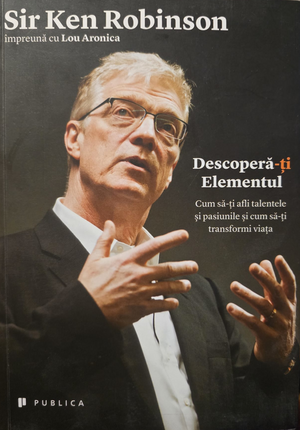 Sir Ken Robinson
împreună cu Lou Aronica
Descoperă-ți
Elementul
Cum să-ți afli talentele
și pasiunile și cum să-ți
transformi viața
PUBLICA